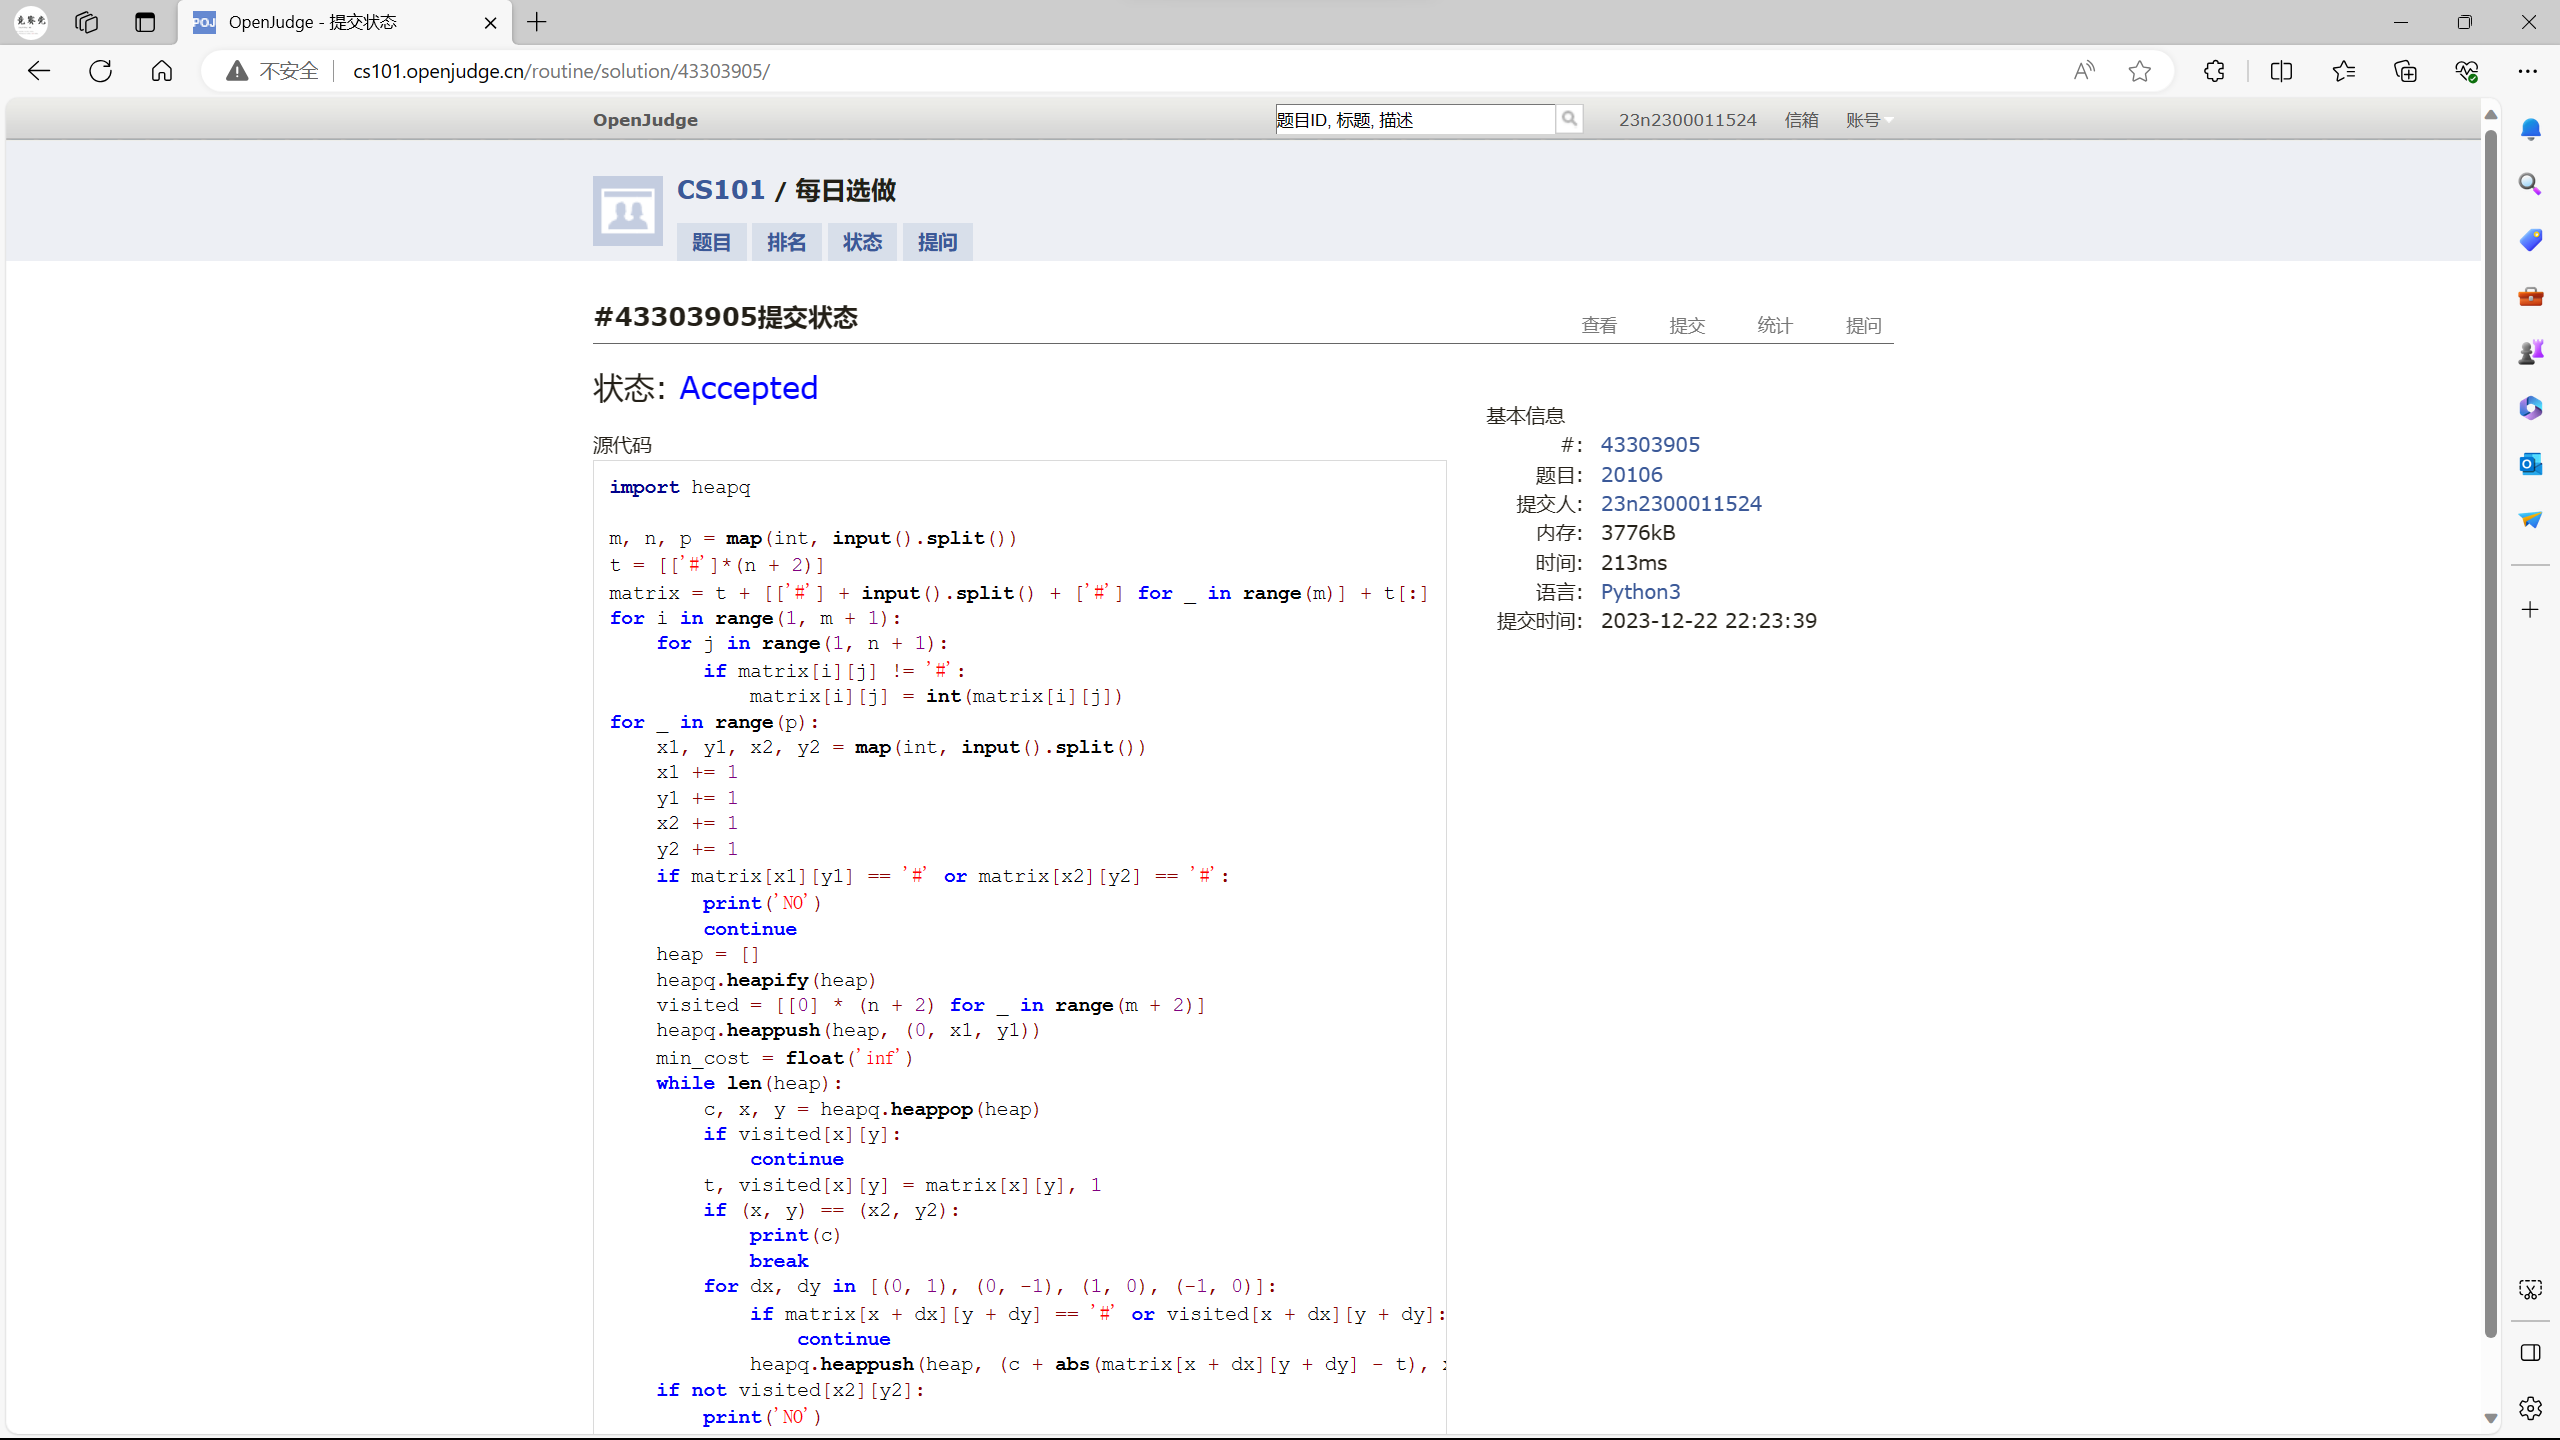 OpenJudge - 提交状态
不安全
cs101.openjudge.cn/routine/solution/43303905/
OpenJudge
题目ID, 标题, 描述
23n2300011524 信箱 账号
CS101 / 每日选做
题目 排名 状态 提问
#43303905提交状态
查看 提交 统计 提问
状态: Accepted
源代码
import heapq
m, n, p = map(int, input().split())
t = [['#']*(n + 2)]
matrix = t + [['#'] + input().split() + ['#'] for _ in range(m)] + t[:]
for i in range(1, m + 1):
    for j in range(1, n + 1):
        if matrix[i][j] != '#':
            matrix[i][j] = int(matrix[i][j])
for _ in range(p):
    x1, y1, x2, y2 = map(int, input().split())
    x1 += 1
    y1 += 1
    x2 += 1
    y2 += 1
    if matrix[x1][y1] == '#' or matrix[x2][y2] == '#':
        print('NO')
        continue
    heap = []
    heapq.heapify(heap)
    visited = [[0] * (n + 2) for _ in range(m + 2)]
    heapq.heappush(heap, (0, x1, y1))
    min_cost = float('inf')
    while len(heap):
        c, x, y = heapq.heappop(heap)
        if visited[x][y]:
            continue
        t, visited[x][y] = matrix[x][y], 1
        if (x, y) == (x2, y2):
            print(c)
            break
        for dx, dy in [(0, 1), (0, -1), (1, 0), (-1, 0)]:
            if matrix[x + dx][y + dy] == '#' or visited[x + dx][y + dy]:
                continue
            heapq.heappush(heap, (c + abs(matrix[x + dx][y + dy] - t),
    if not visited[x2][y2]:
        print('NO')
基本信息
#: 43303905
题目: 20106
提交人: 23n2300011524
内存: 3776kB
时间: 213ms
语言: Python3
提交时间: 2023-12-22 22:23:39